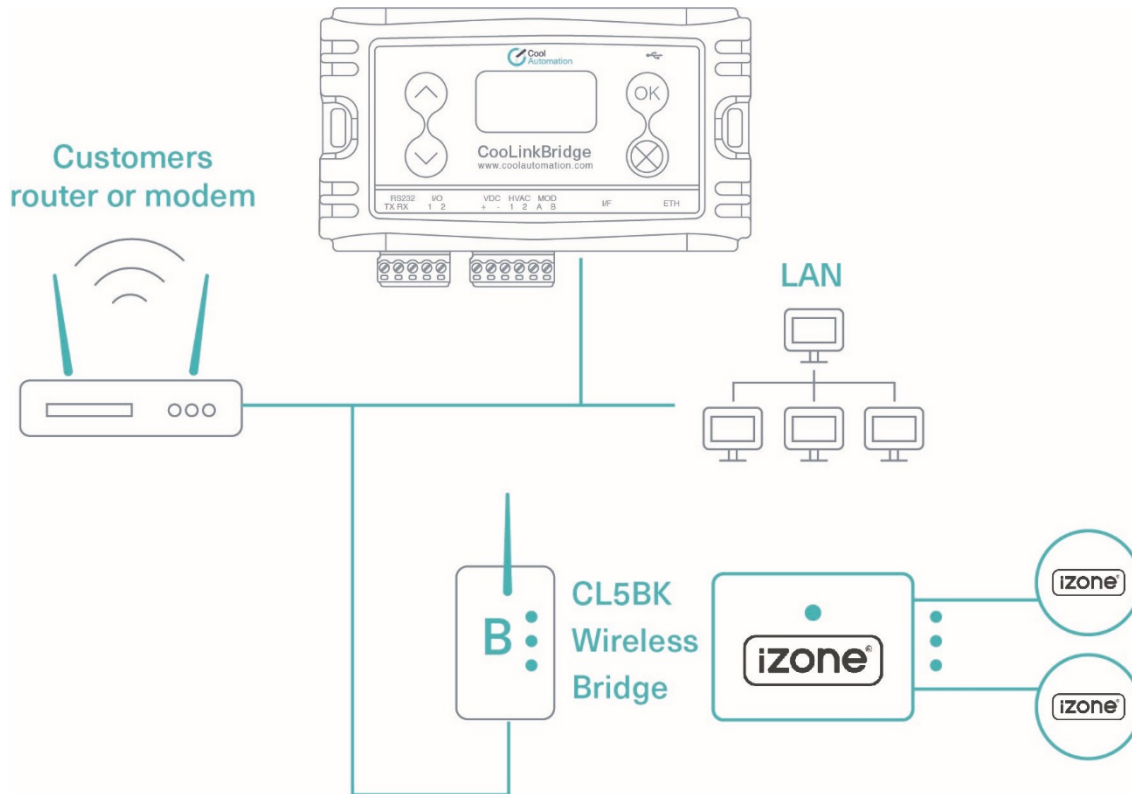 Cool
Automation
OK
CooLinkBridge
www.coolautomation.com
RS232 I/O VDC HVAC MOD I/F ETH
TX RX 1 2 + - 1 2 A B
Customers
router or modem
LAN
B
CL5BK
Wireless
Bridge
izone®
izone®
izone®